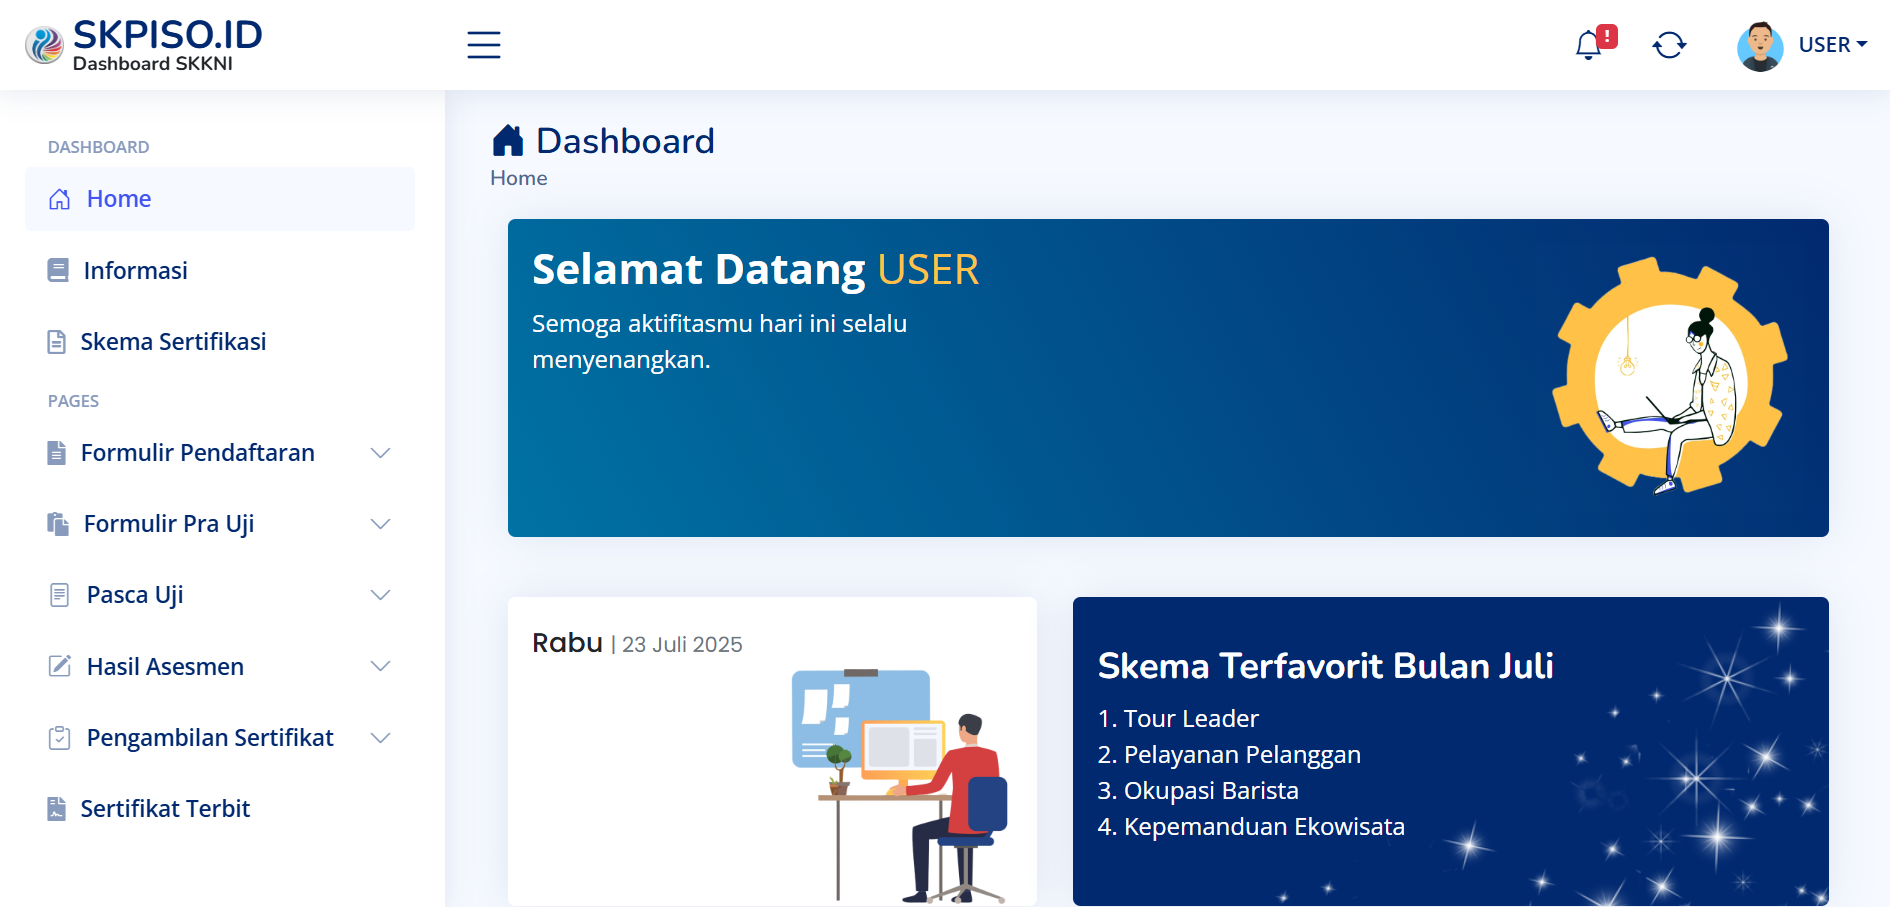 SKPISO.ID
Dashboard SKKNI
!
USER
DASHBOARD
Home
Informasi
Skema Sertifikasi
PAGES
Formulir Pendaftaran
Formulir Pra Uji
Pasca Uji
Hasil Asesmen
Pengambilan Sertifikat
Sertifikat Terbit
Dashboard
Home
Selamat Datang USER
Semoga aktifitasmu hari ini selalu
menyenangkan.
Rabu | 23 Juli 2025
Skema Terfavorit Bulan Juli
1. Tour Leader
2. Pelayanan Pelanggan
3. Okupasi Barista
4. Kepemanduan Ekowisata